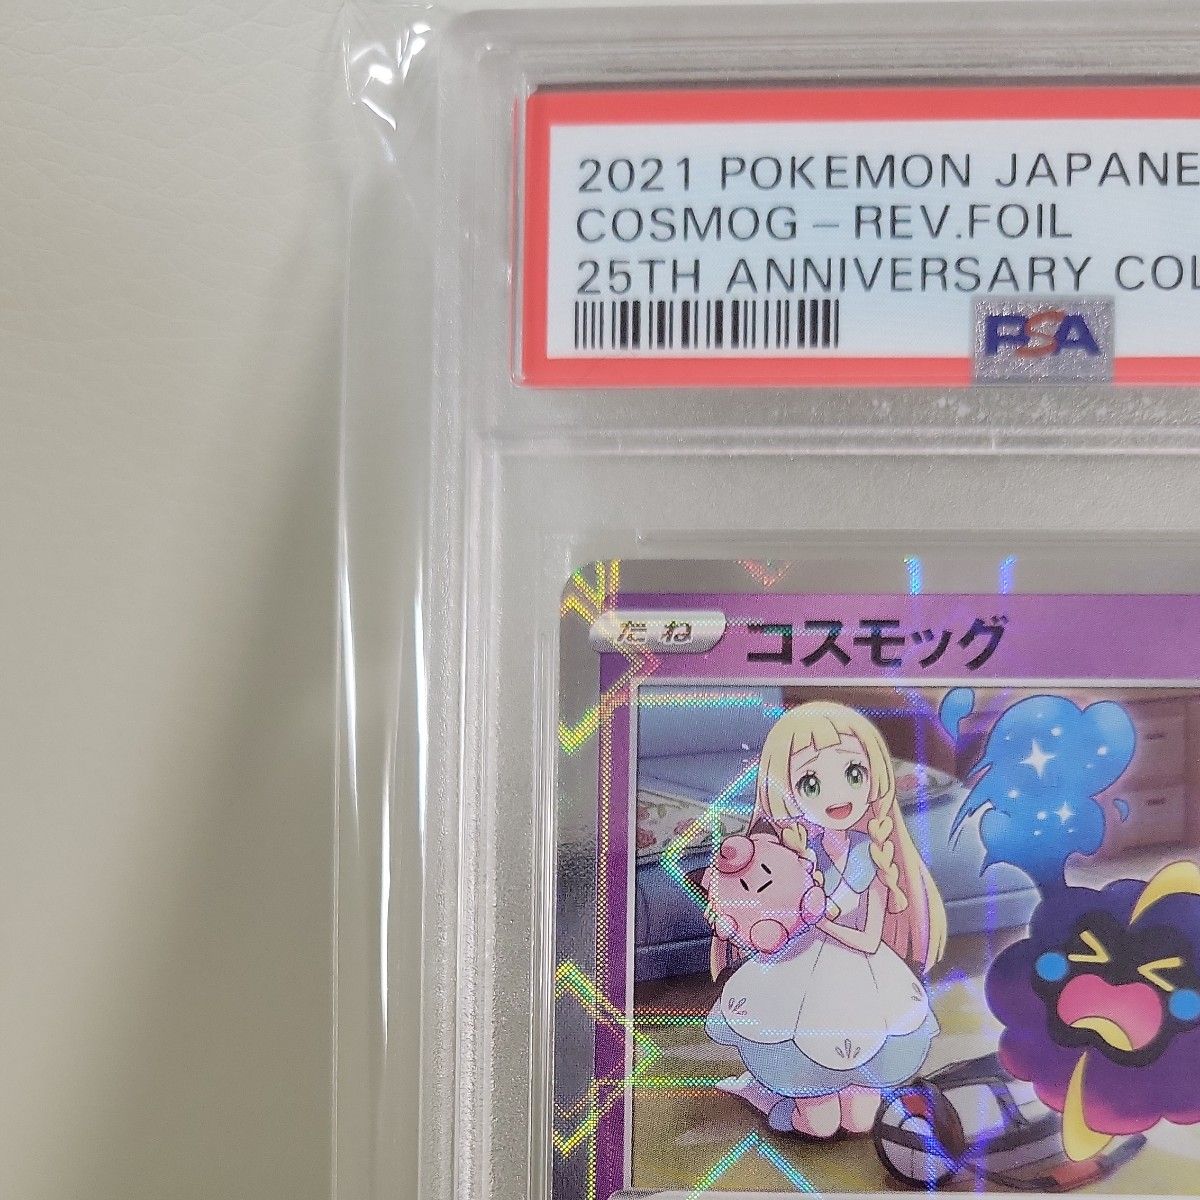 2021 POKEMON JAPANE
COSMOG - REV.FOIL
25TH ANNIVERSARY COL
PSA
たね コスモッグ